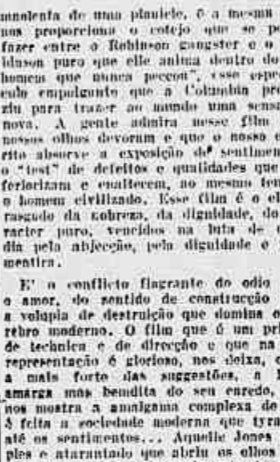 mnolenta de uma planicie, é a mesma
nos proporciona o cotejo que se po
fazer entre o Robinson gangster e o
binson puro que elle anima dentro do
homem que nunca peccou", esse espe
culo empolgante que a Columbia pro
ziu para trazer ao mundo uma sens
nova. A gente admira nesse film
nossos olhos devoram e que o nosso e
rito absorve a exposição de sentimen
o "test" de defeitos e qualidades que
feriorizam e enaltecem, ao mesmo tem
o homem civilizado. Esse film é o el
rasgado da nobreza, da dignidade, do
racter puro, vencidos na luta de c
dia pela abjecção, pela dignidade e
mentira.
E' o conflicto flagrante do odio
o amor, do sentido de construcção
a volupia de destruição que domina o
rebro moderno. O film que é um pri
de technica e de direcção e que na
representação é glorioso, nos deixa, c
a mais forte das suggestões, a l
amarga mas bemdita do seu enredo,
nos mostra a amalgama complexa de
é feita a sociedade moderna que tyra
até os sentimentos... Aquelle Jones
ples e atarantado que abriu os olhos